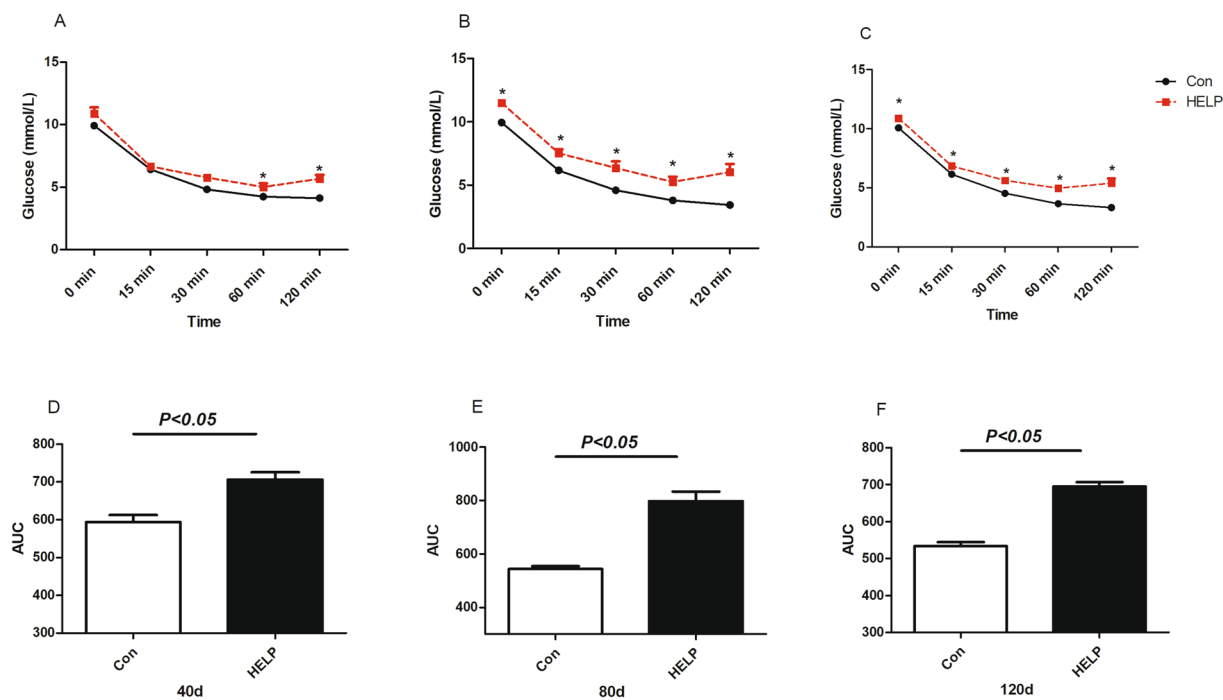 A
Glucose (mmol/L)
15
10
5
0
*
*
0 min
15 min
30 min
60 min
120 min
Time
B
Glucose (mmol/L)
15
10
5
0
*
*
*
*
*
0 min
15 min
30 min
60 min
120 min
Time
C
Glucose (mmol/L)
15
10
5
0
*
*
*
*
*
0 min
15 min
30 min
60 min
120 min
Time
Con
HELP
D
P<0.05
AUC
800
700
600
500
400
300
Con
HELP
40d
E
P<0.05
AUC
1000
800
600
400
Con
HELP
80d
F
P<0.05
AUC
800
700
600
500
400
300
Con
HELP
120d